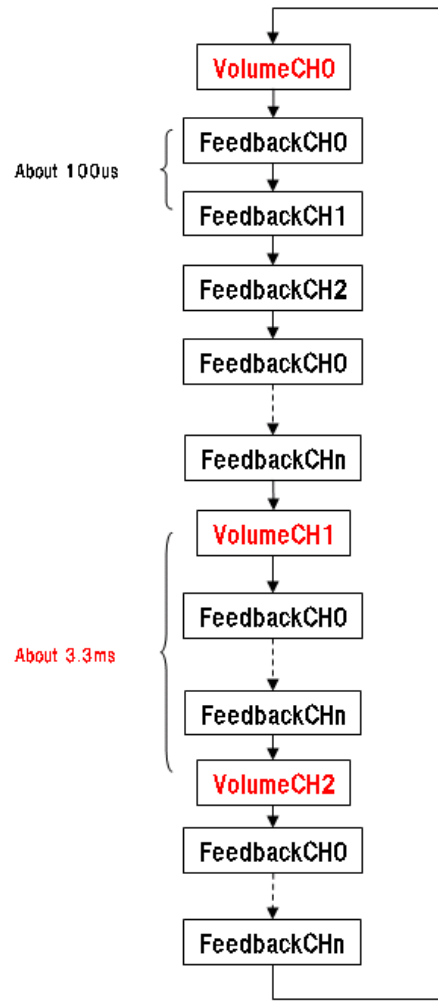 VolumeCH0
FeedbackCH0
About 100us
FeedbackCH1
FeedbackCH2
FeedbackCH0
FeedbackCHn
VolumeCH1
FeedbackCH0
About 3.3ms
FeedbackCHn
VolumeCH2
FeedbackCH0
FeedbackCHn